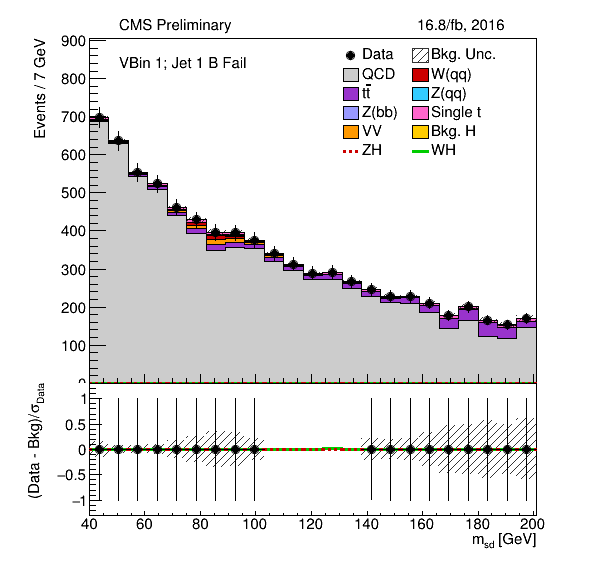 CMS Preliminary 16.8/fb, 2016
Events / 7 GeV
900
800
700
600
500
400
300
200
100
0
VBin 1; Jet 1 B Fail
Data Bkg. Unc.
QCD W(qq)
tt̄ Z(qq)
Z(bb) Single t
VV Bkg. H
ZH WH
(Data - Bkg)/σData
1
0.5
0
−0.5
−1
40 60 80 100 120 140 160 180 200
msd [GeV]